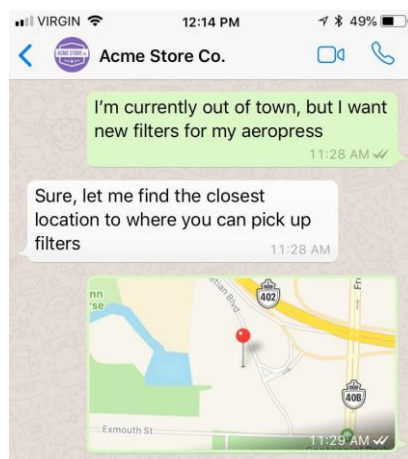 VIRGIN 12:14 PM 49%
Acme Store Co.
I'm currently out of town, but I want
new filters for my aeropress
11:28 AM
Sure, let me find the closest
location to where you can pick up
filters
11:28 AM
402
40B
Exmouth St
11:29 AM